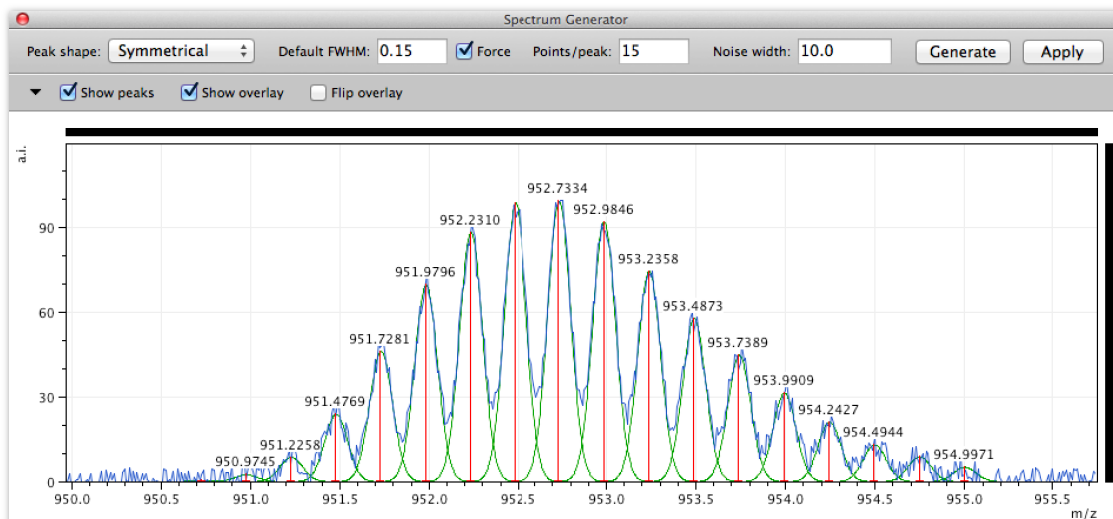 Spectrum Generator
Peak shape: Symmetrical Default FWHM: 0.15 Force Points/peak: 15 Noise width: 10.0 Generate Apply
Show peaks Show overlay Flip overlay
a.i.
952.7334
952.2310 952.9846
90
951.9796
953.2358
953.4873
60
951.7281
953.7389
953.9909
951.4769
30
954.2427
951.2258 954.4944
950.9745 954.9971
0
950.0 950.5 951.0 951.5 952.0 952.5 953.0 953.5 954.0 954.5 955.0 955.5
m/z